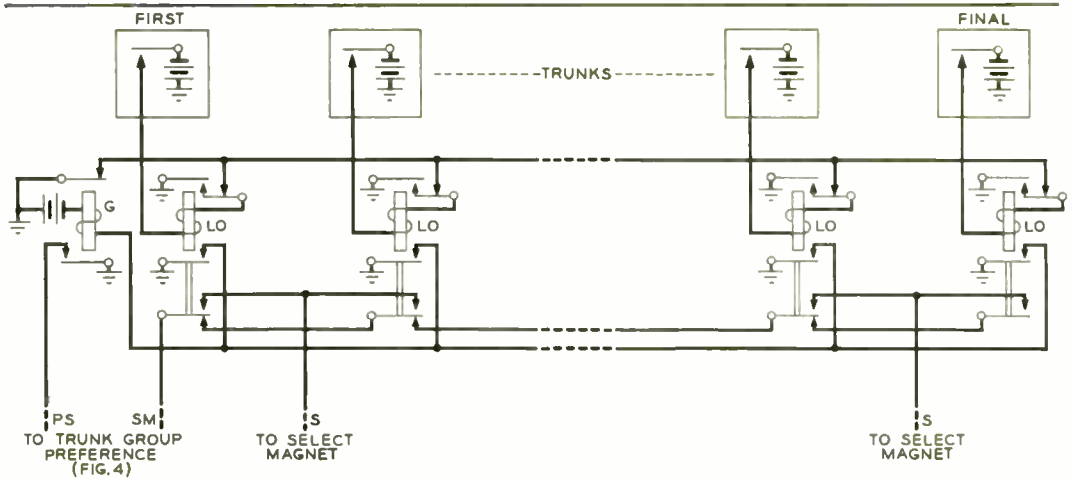 FIRST
FINAL
TRUNKS
G
LO
LO
LO
LO
PS
SM
S
S
TO TRUNK GROUP
PREFERENCE
(FIG.4)
TO SELECT
MAGNET
TO SELECT
MAGNET